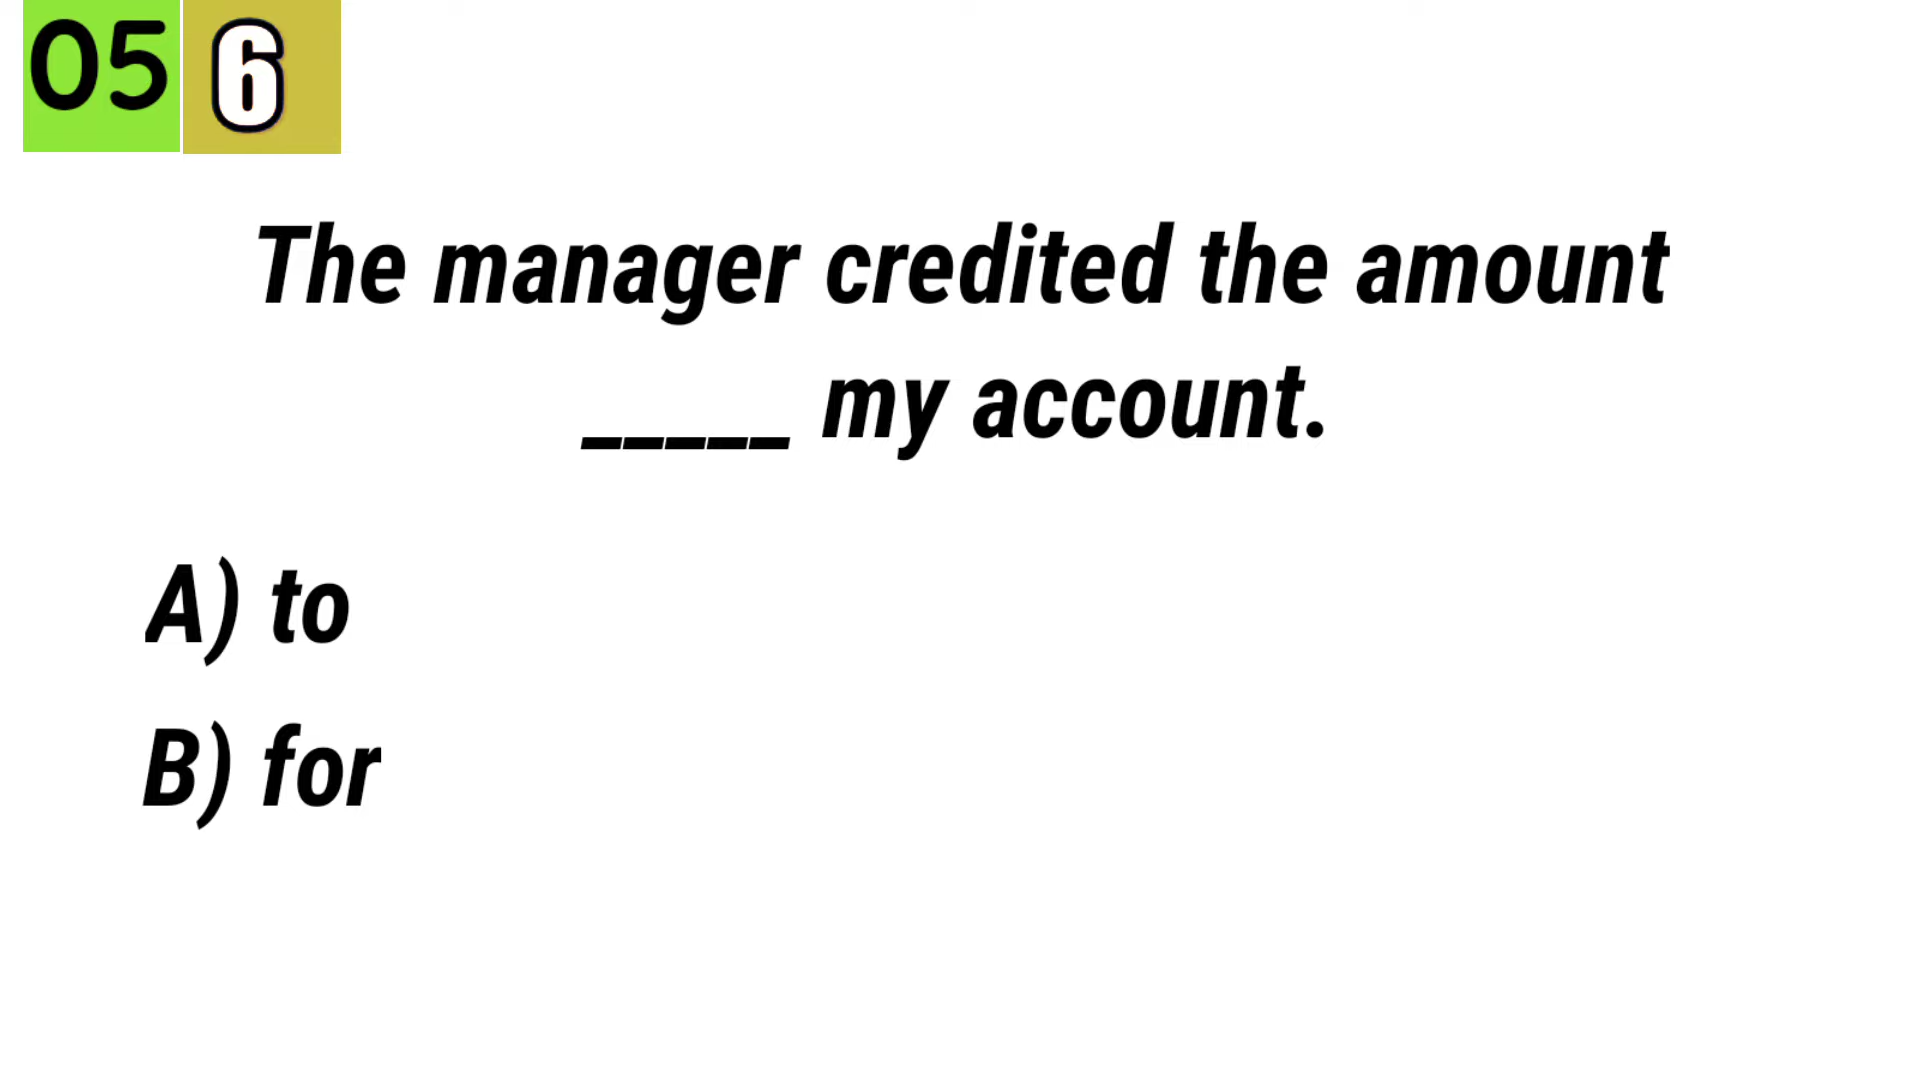 05 6
The manager credited the amount
_____ my account.
A) to
B) for